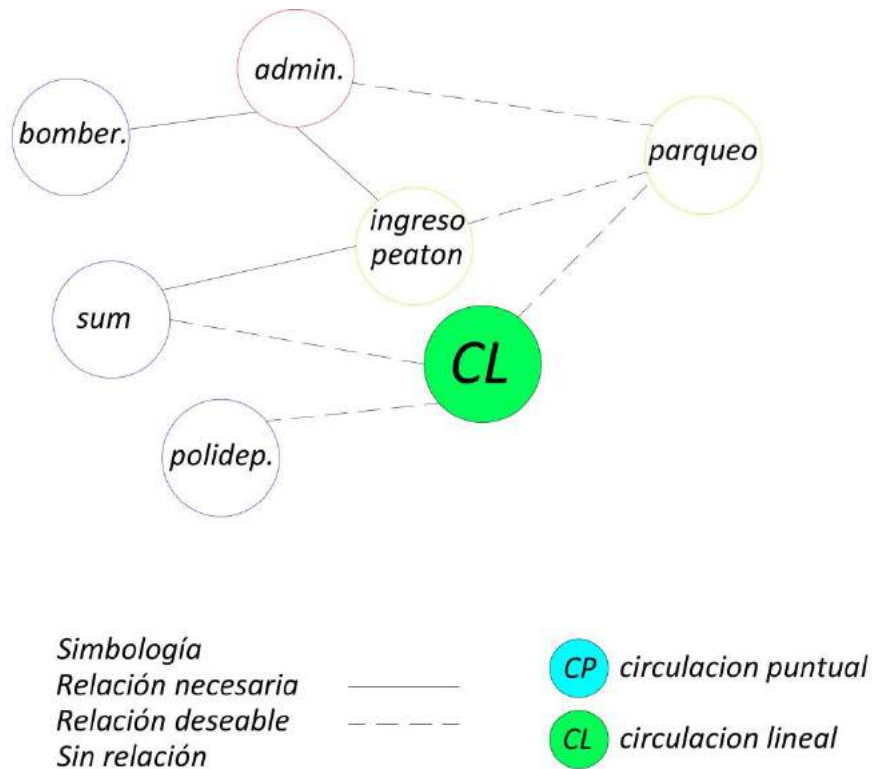 admin.
bomber.
parqueo
ingreso
peaton
sum
CL
polidep.
Simbología
Relación necesaria
Relación deseable
Sin relación
CP circulacion puntual
CL circulacion lineal